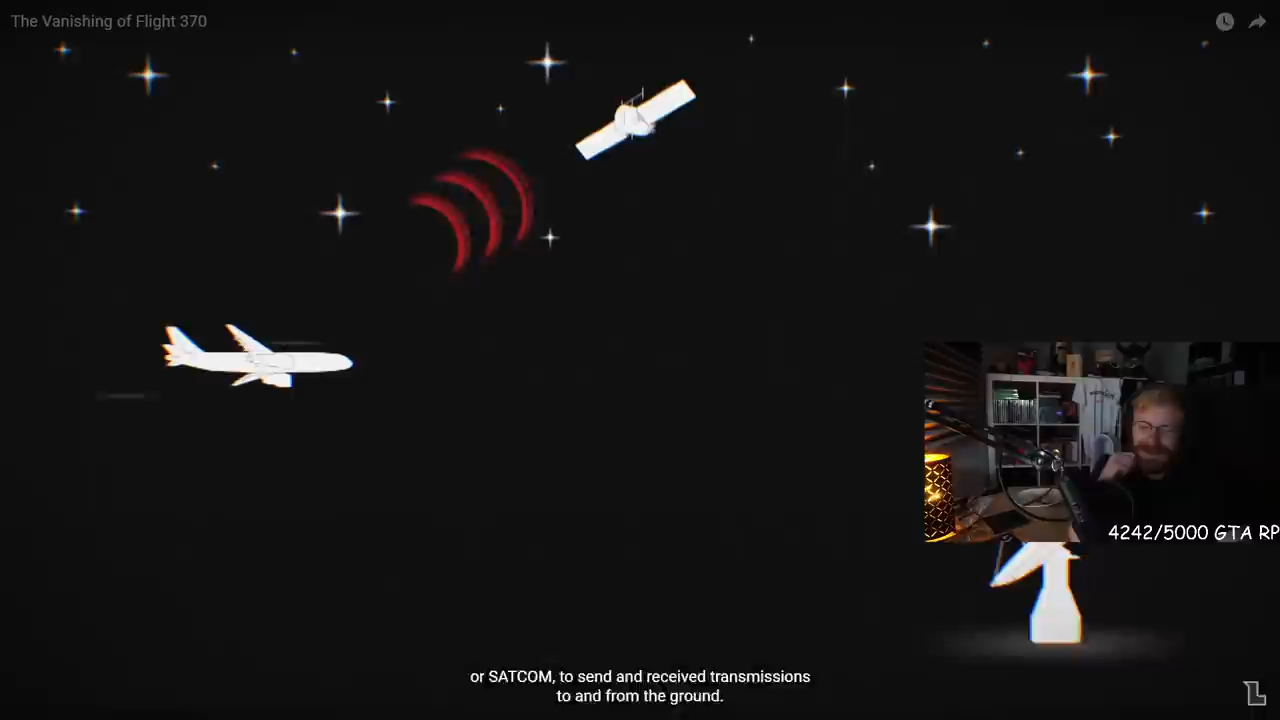 The Vanishing of Flight 370
4242/5000 GTA RP
or SATCOM, to send and received transmissions
to and from the ground.